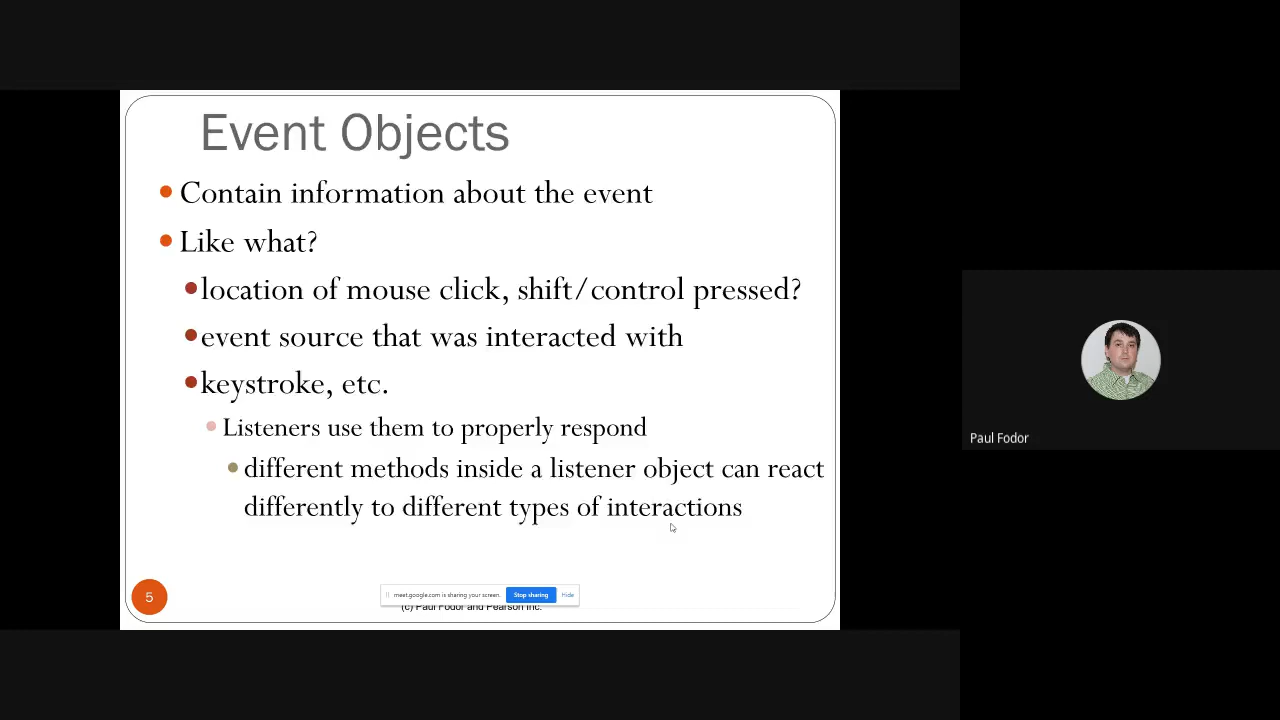 Event Objects
Contain information about the event
Like what?
location of mouse click, shift/control pressed?
event source that was interacted with
keystroke, etc.
Listeners use them to properly respond
different methods inside a listener object can react
differently to different types of interactions
Paul Fodor
5
meet.google.com is sharing your screen. Stop sharing Hide
(c) Paul Fodor and Pearson Inc.